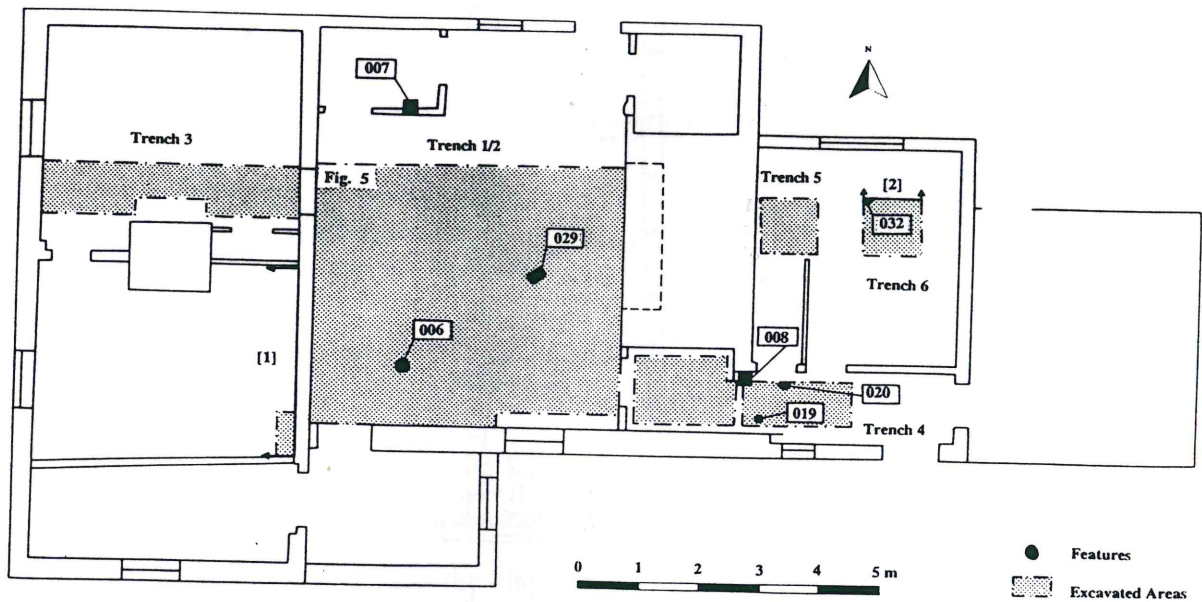 007
N
Trench 3
Trench 1/2
Fig. 5
Trench 5
[2]
032
029
Trench 6
006
008
[1]
020
019
Trench 4
0 1 2 3 4 5 m
Features
Excavated Areas